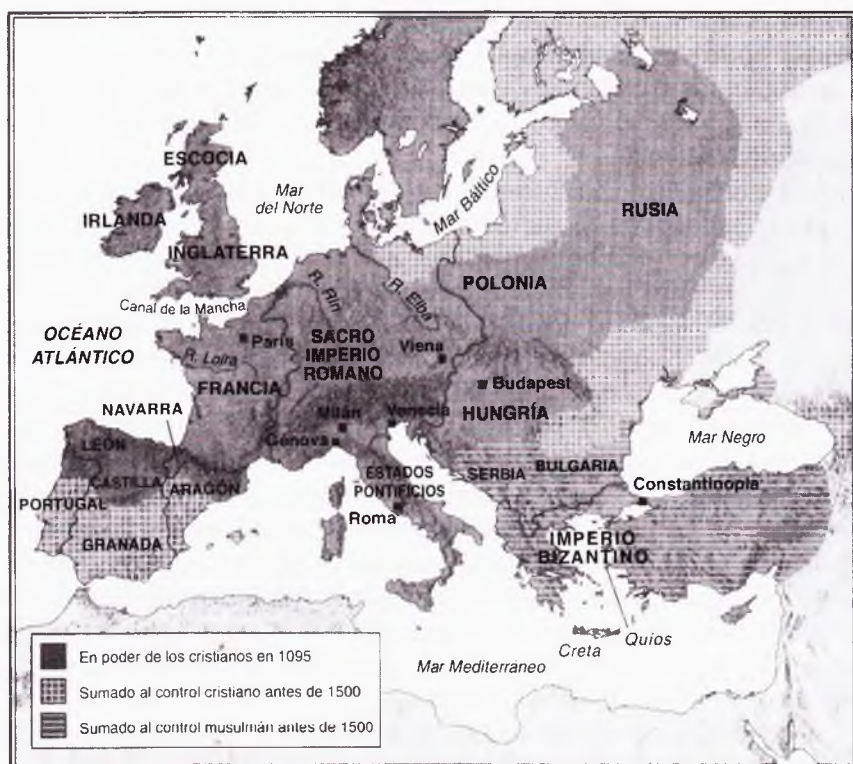 ESCOCIA
Mar
del Norte
IRLANDA
INGLATERRA
Mar Báltico
RUSIA
POLONIA
Canal de la Mancha
R. Rin
R. Elba
OCÉANO
ATLÁNTICO
París
SACRO
IMPERIO
ROMANO
Viena
R. Loira
FRANCIA
Budapest
HUNGRÍA
NAVARRA
Milán
Venecia
Génova
Mar Negro
LEÓN
CASTILLA
ARAGÓN
ESTADOS
PONTIFICIOS
SERBIA
BULGARIA
Constantinopla
PORTUGAL
GRANADA
Roma
IMPERIO
BIZANTINO
Creta
Quíos
Mar Mediterráneo
En poder de los cristianos en 1095
Sumado al control cristiano antes de 1500
Sumado al control musulmán antes de 1500